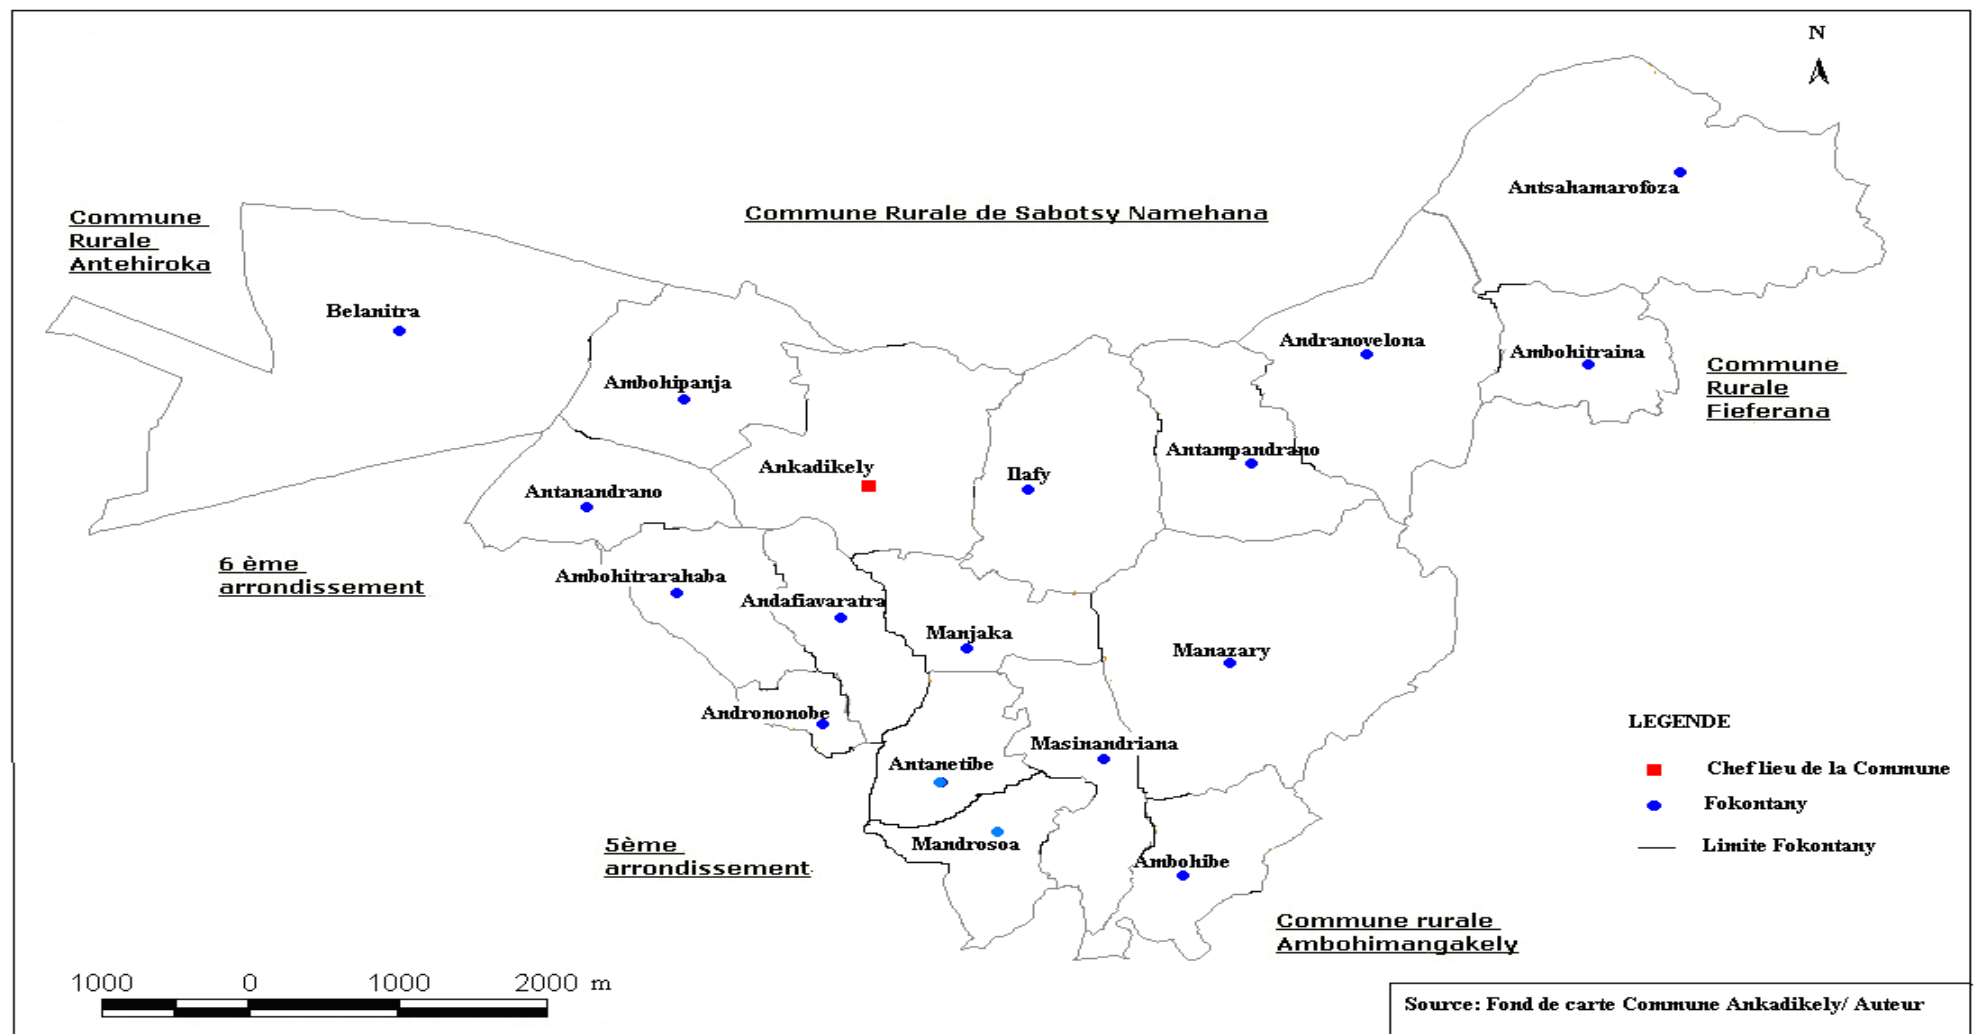 N
Antsahamarofoza
Commune
Rurale
Antehiroka
Commune Rurale de Sabotsy Namehana
Belanitra
Andranovelona
Ambohitraina
Commune
Rurale
Fieferana
Ambohipanja
Ankadikely
Ilafy
Antampandrano
Antanandrano
6 ème
arrondissement
Ambohitrarahaba
Andafiavaratra
Manjaka
Manazary
Andrononobe
Masinandriana
Antanetibe
Mandrosoa
Ambohibe
5ème
arrondissement
Commune rurale
Ambohimangakely
LEGENDE
Chef lieu de la Commune
Fokontany
Limite Fokontany
1000 0 1000 2000 m
Source: Fond de carte Commune Ankadikely/ Auteur